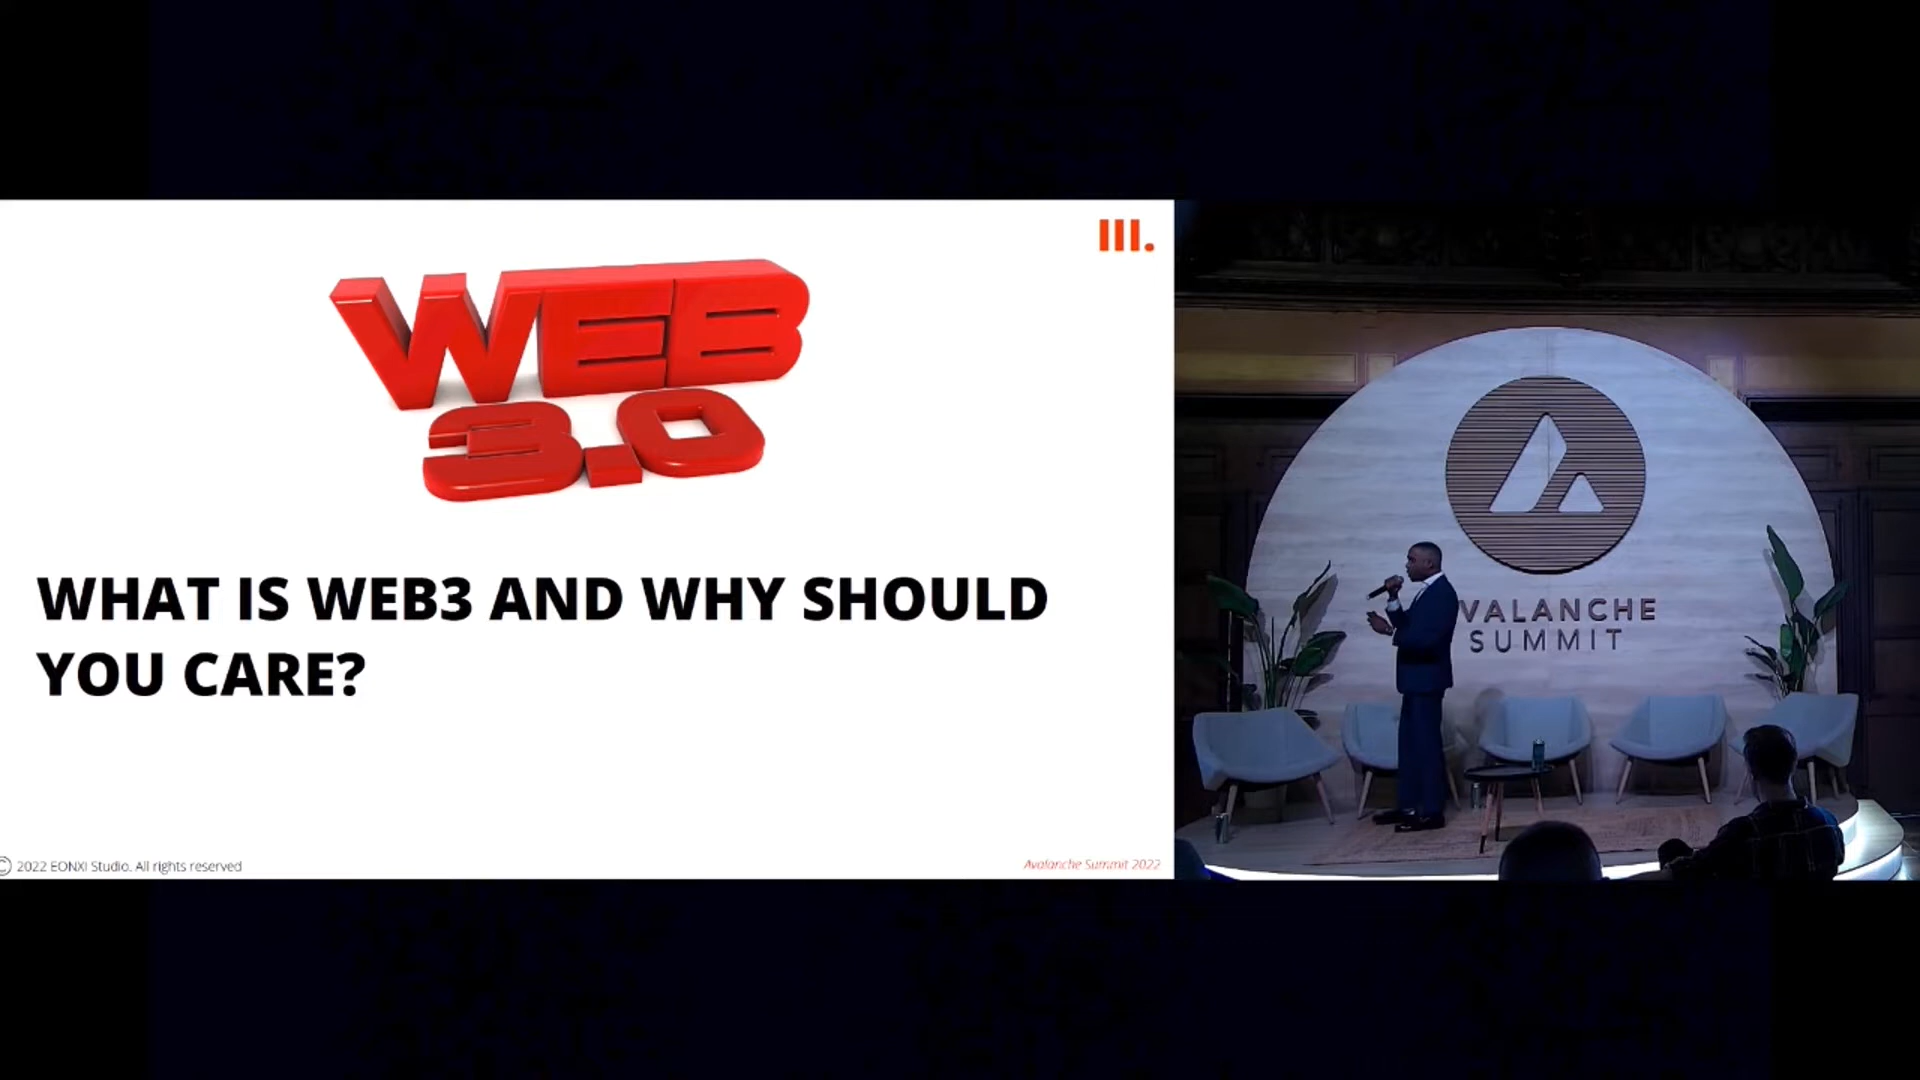 III.
WEB
3.0
WHAT IS WEB3 AND WHY SHOULD
YOU CARE?
© 2022 EONXI Studio. All rights reserved
Avalanche Summit 2022
VALANCHE
SUMMIT